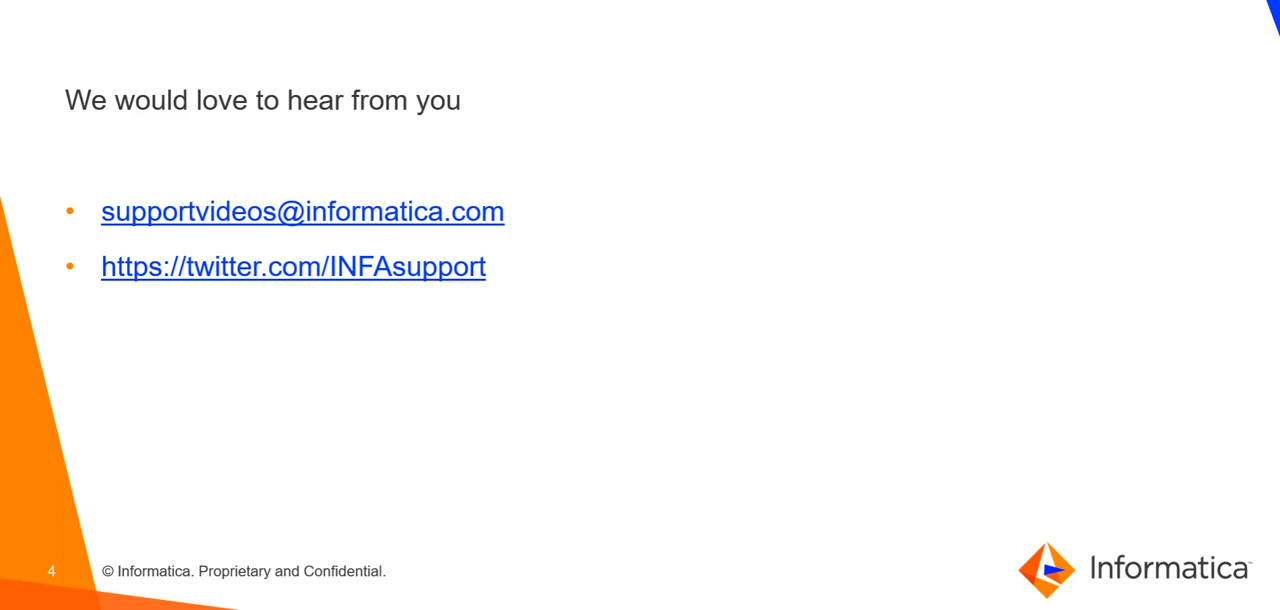 We would love to hear from you
• supportvideos@informatica.com
• https://twitter.com/INFAsupport
4 © Informatica. Proprietary and Confidential.
Informatica™